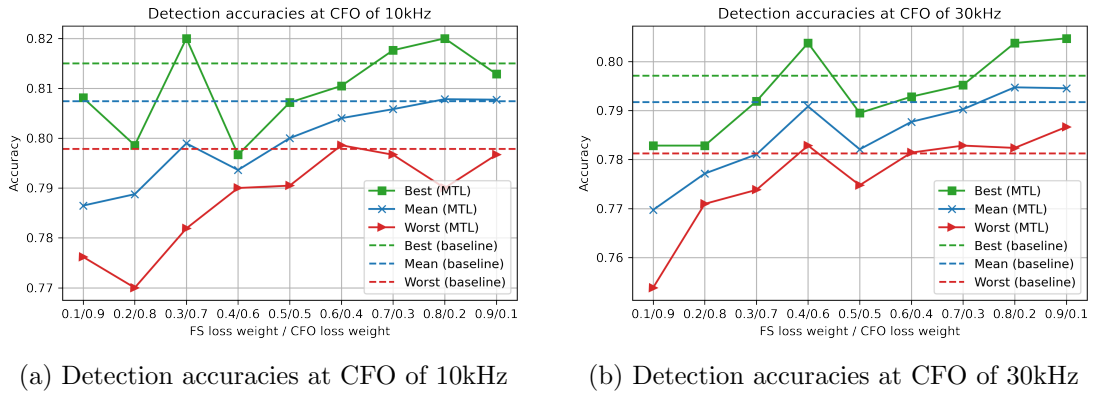 Detection accuracies at CFO of 10kHz
0.82
0.81
0.80
0.79
0.78
0.77
Accuracy
Best (MTL)
Mean (MTL)
Worst (MTL)
Best (baseline)
Mean (baseline)
Worst (baseline)
0.1/0.9 0.2/0.8 0.3/0.7 0.4/0.6 0.5/0.5 0.6/0.4 0.7/0.3 0.8/0.2 0.9/0.1
FS loss weight / CFO loss weight
(a) Detection accuracies at CFO of 10kHz
Detection accuracies at CFO of 30kHz
0.80
0.79
0.78
0.77
0.76
Accuracy
Best (MTL)
Mean (MTL)
Worst (MTL)
Best (baseline)
Mean (baseline)
Worst (baseline)
0.1/0.9 0.2/0.8 0.3/0.7 0.4/0.6 0.5/0.5 0.6/0.4 0.7/0.3 0.8/0.2 0.9/0.1
FS loss weight / CFO loss weight
(b) Detection accuracies at CFO of 30kHz